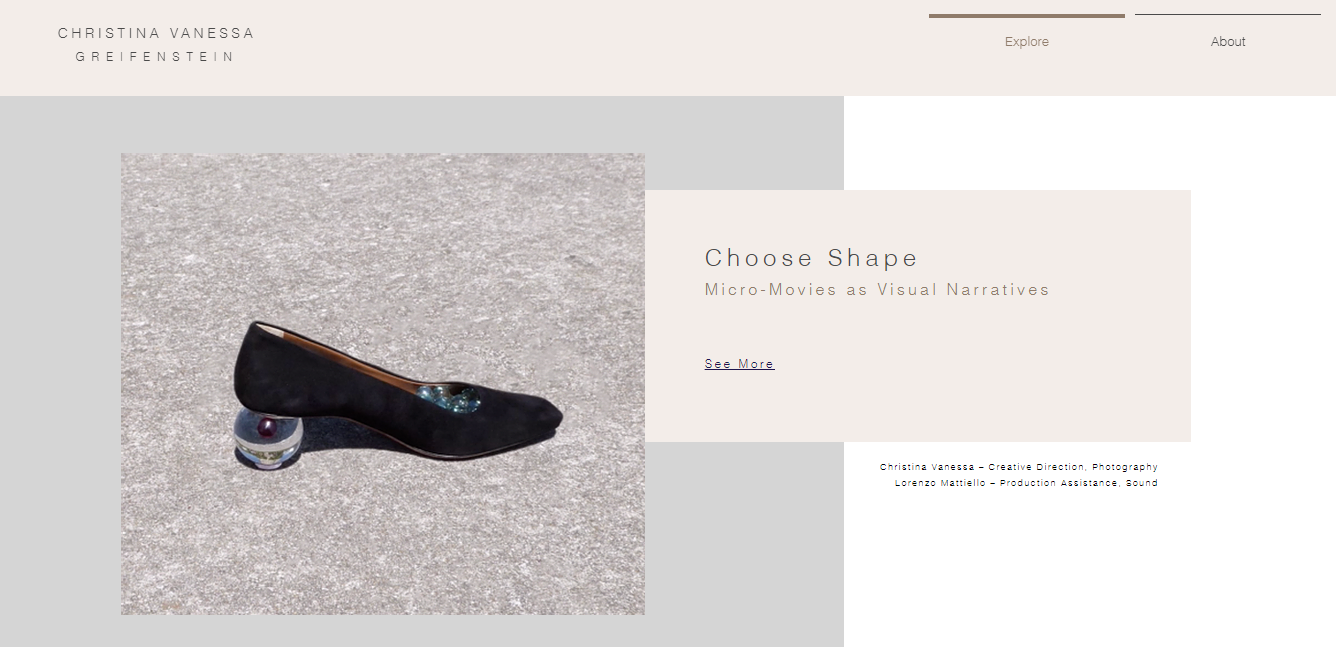 CHRISTINA VANESSA
GREIFENSTEIN
Explore
About
Choose Shape
Micro-Movies as Visual Narratives
See More
Christina Vanessa – Creative Direction, Photography
Lorenzo Mattiello – Production Assistance, Sound